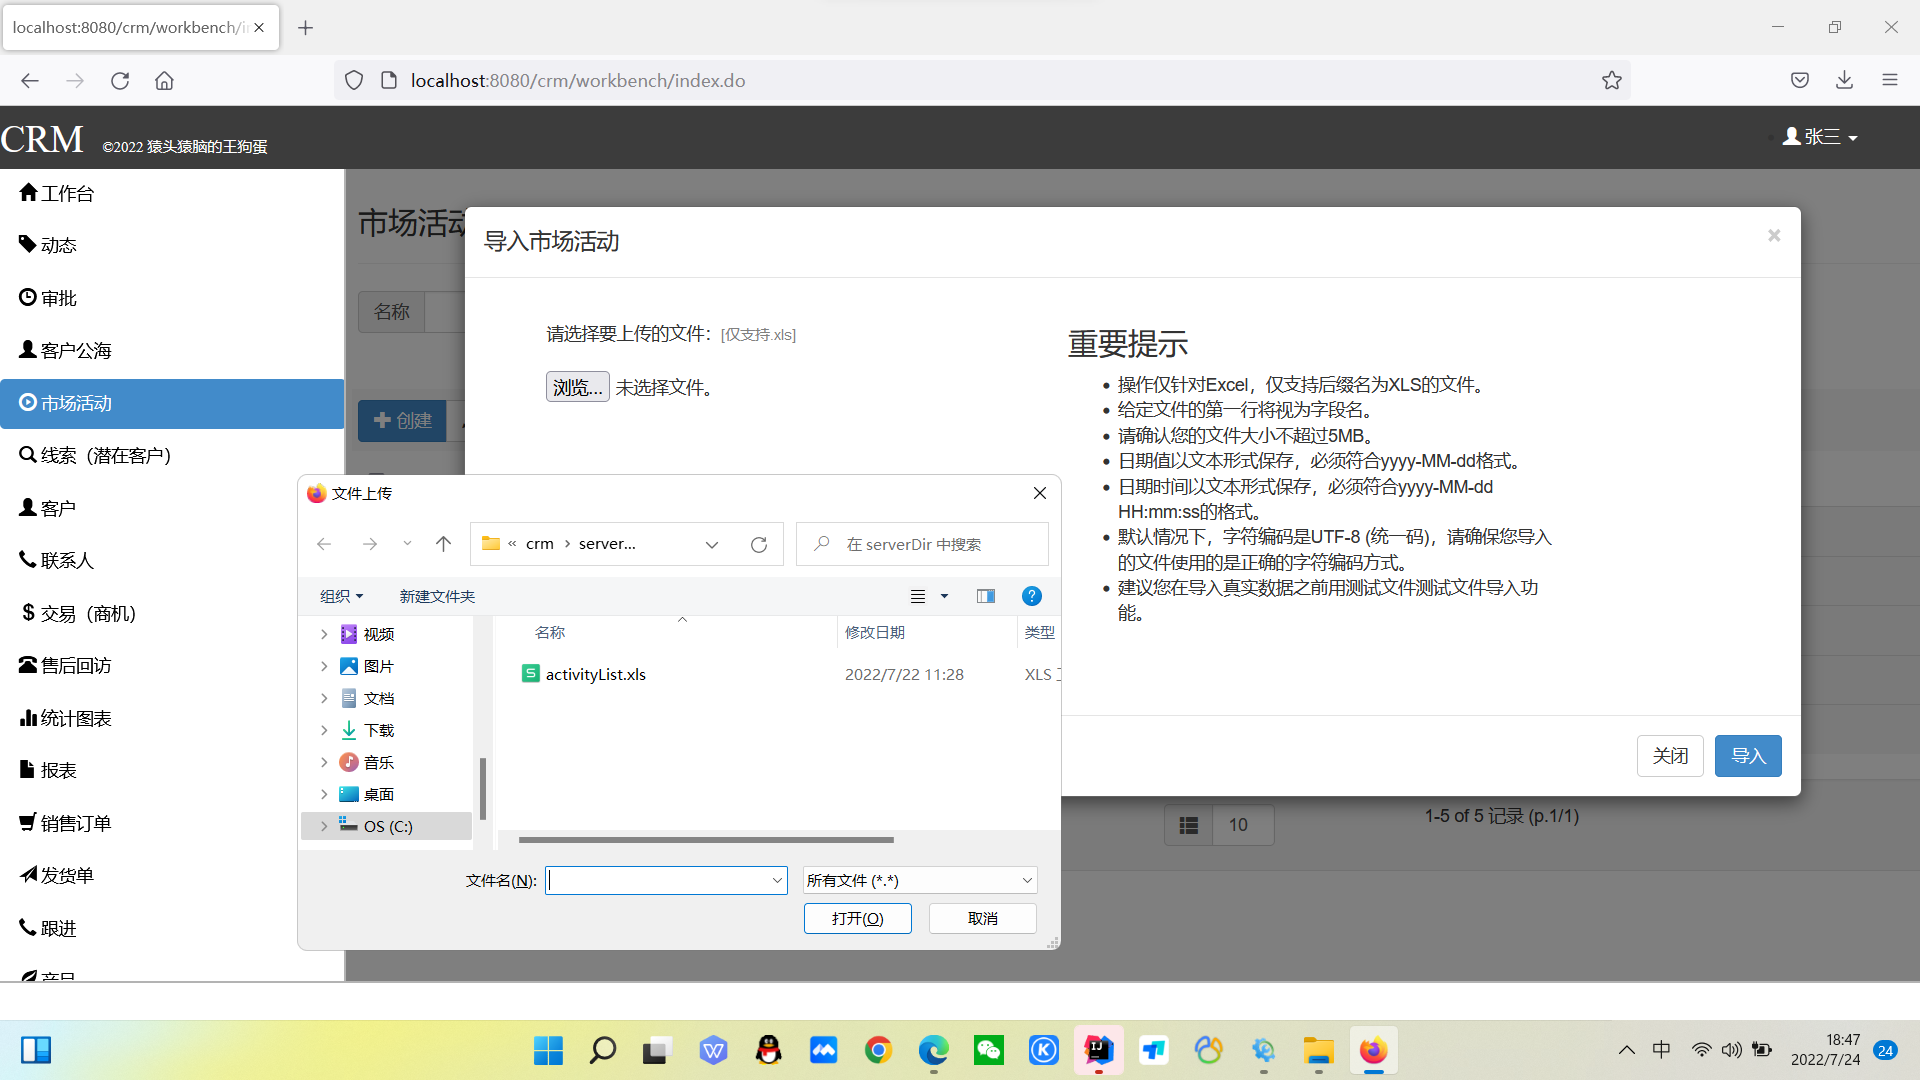 localhost:8080/crm/workbench/i
localhost:8080/crm/workbench/index.do
CRM ©2022 猿头猿脑的王狗蛋
张三
工作台
动态
审批
客户公海
市场活动
线索（潜在客户）
客户
联系人
交易（商机）
售后回访
统计图表
报表
销售订单
发货单
跟进
产品
市场活动
名称
创建
导入市场活动
×
请选择要上传的文件：[仅支持.xls]
浏览... 未选择文件。
重要提示
操作仅针对Excel，仅支持后缀名为XLS的文件。
给定文件的第一行将视为字段名。
请确认您的文件大小不超过5MB。
日期值以文本形式保存，必须符合yyyy-MM-dd格式。
日期时间以文本形式保存，必须符合yyyy-MM-dd
HH:mm:ss的格式。
默认情况下，字符编码是UTF-8 (统一码)，请确保您导入
的文件使用的是正确的字符编码方式。
建议您在导入真实数据之前用测试文件测试文件导入功
能。
关闭 导入
10
1-5 of 5 记录 (p.1/1)
文件上传
« crm › server...
在 serverDir 中搜索
组织 新建文件夹
名称 修改日期 类型
activityList.xls 2022/7/22 11:28 XLS
视频
图片
文档
下载
音乐
桌面
OS (C:)
文件名(N): 所有文件 (*.*)
打开(O) 取消
中
18:47
2022/7/24
24